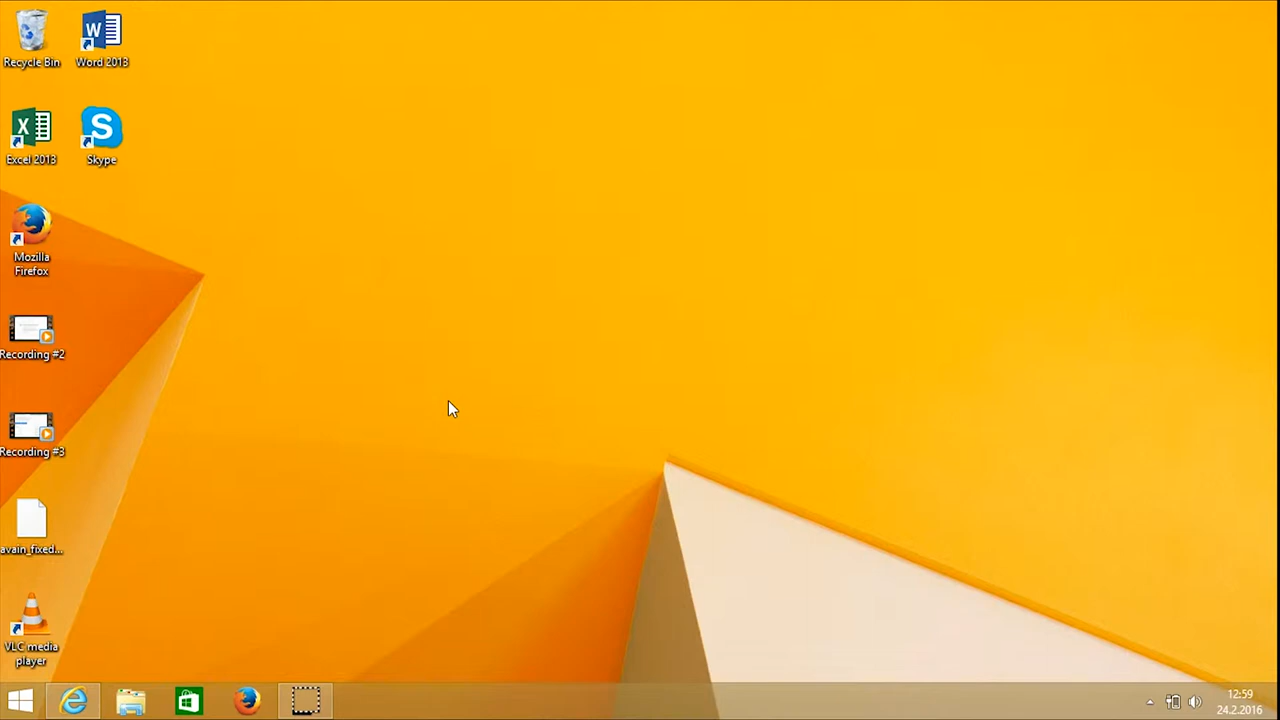 Recycle Bin
Word 2013
Excel 2013
Skype
Mozilla
Firefox
Recording #2
Recording #3
avain_fixed...
VLC media
player
12:59
24.2.2016